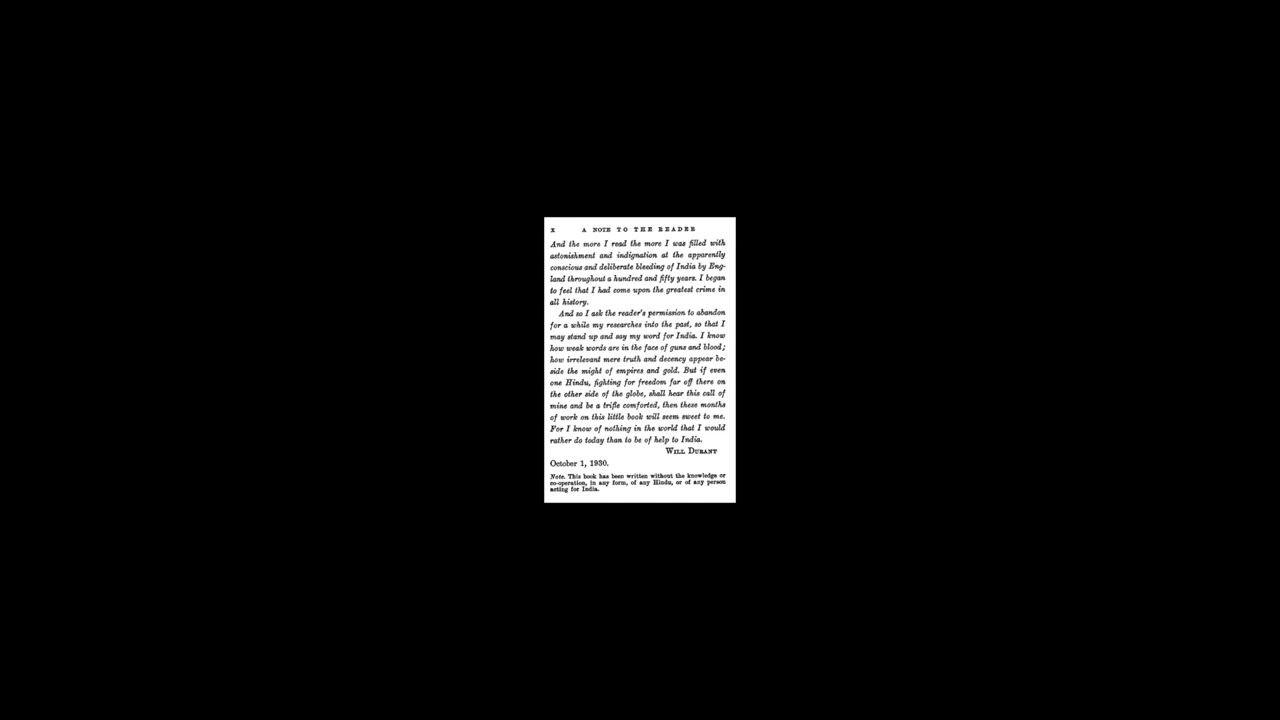 x A NOTE TO THE READER
And the more I read the more I was filled with
astonishment and indignation at the apparently
conscious and deliberate bleeding of India by Eng-
land throughout a hundred and fifty years. I began
to feel that I had come upon the greatest crime in
all history.
And so I ask the reader's permission to abandon
for a while my researches into the past, so that I
may stand up and say my word for India. I know
how weak words are in the face of guns and blood;
how irrelevant mere truth and decency appear be-
side the might of empires and gold. But if even
one Hindu, fighting for freedom far off there on
the other side of the globe, shall hear this call of
mine and be a trifle comforted, then these months
of work on this little book will seem sweet to me.
For I know of nothing in the world that I would
rather do today than to be of help to India.
WILL DURANT
October 1, 1930.
Note. This book has been written without the knowledge or
co-operation, in any form, of any Hindu, or of any person
acting for India.